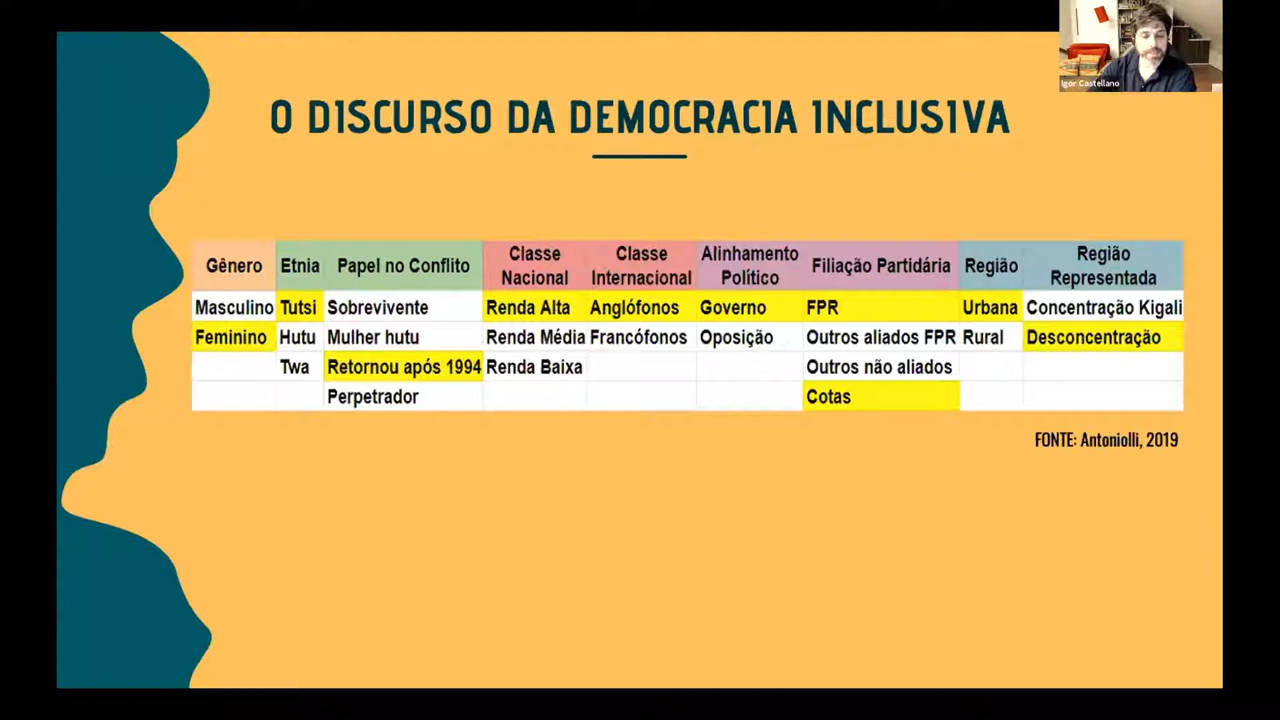 Igor Castellano
O DISCURSO DA DEMOCRACIA INCLUSIVA
Gênero Etnia Papel no Conflito Classe Nacional Classe Internacional Alinhamento Político Filiação Partidária Região Região Representada
Masculino Tutsi Sobrevivente Renda Alta Anglófonos Governo FPR Urbana Concentração Kigali
Feminino Hutu Mulher hutu Renda Média Francófonos Oposição Outros aliados FPR Rural Desconcentração
Twa Retornou após 1994 Renda Baixa Outros não aliados
Perpetrador Cotas
FONTE: Antoniolli, 2019